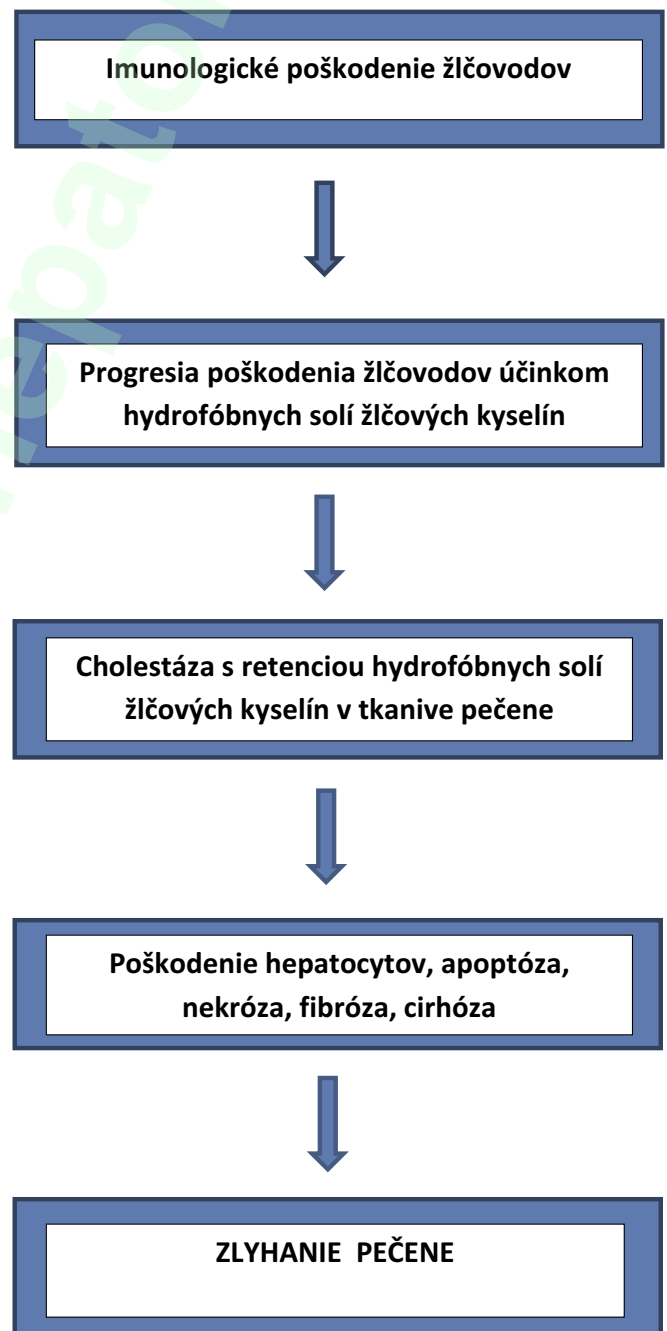 Imunologické poškodenie žlčovodov
Progresia poškodenia žlčovodov účinkom
hydrofóbnych solí žlčových kyselín
Cholestáza s retenciou hydrofóbnych solí
žlčových kyselín v tkanive pečene
Poškodenie hepatocytov, apoptóza,
nekróza, fibróza, cirhóza
ZLYHANIE PEČENE